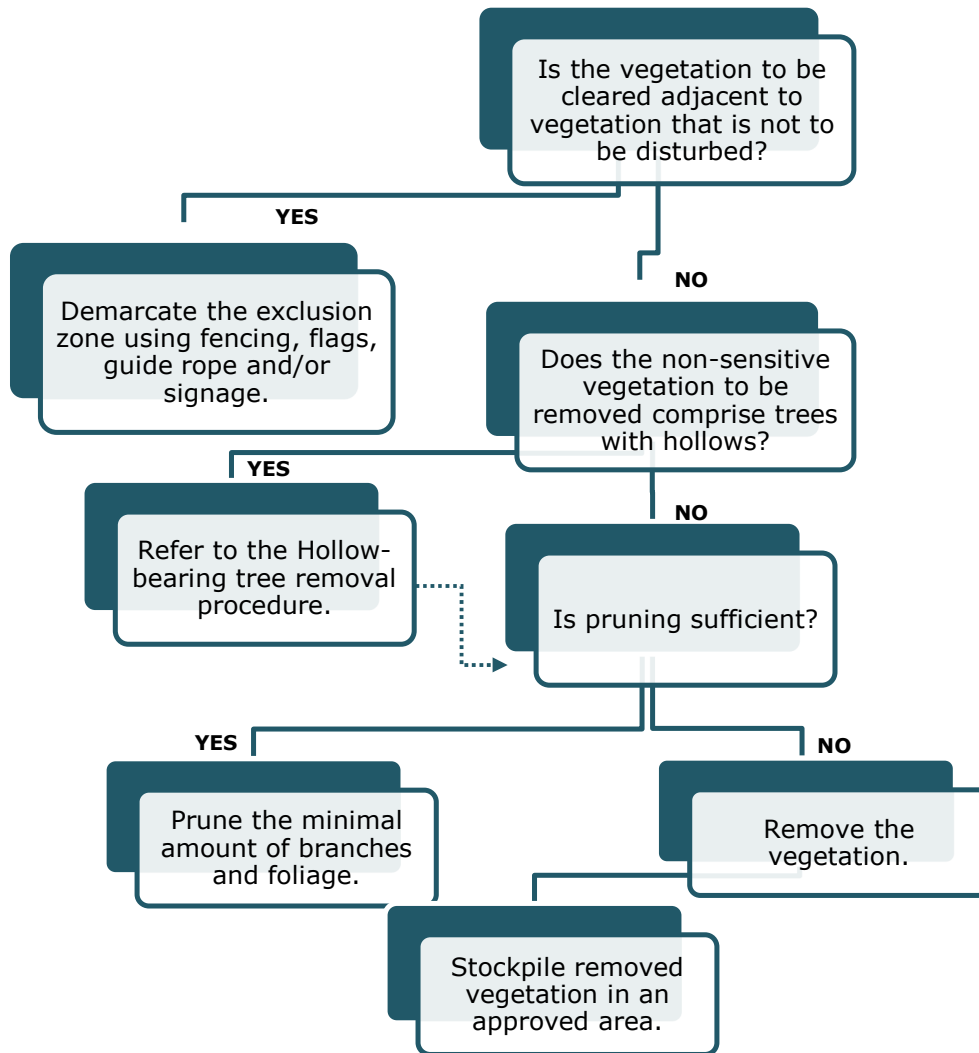 Is the vegetation to be
cleared adjacent to
vegetation that is not to
be disturbed?
YES
NO
Demarcate the exclusion
zone using fencing, flags,
guide rope and/or
signage.
Does the non-sensitive
vegetation to be
removed comprise trees
with hollows?
YES
NO
Refer to the Hollow-
bearing tree removal
procedure.
Is pruning sufficient?
YES
NO
Prune the minimal
amount of branches
and foliage.
Remove the
vegetation.
Stockpile removed
vegetation in an
approved area.